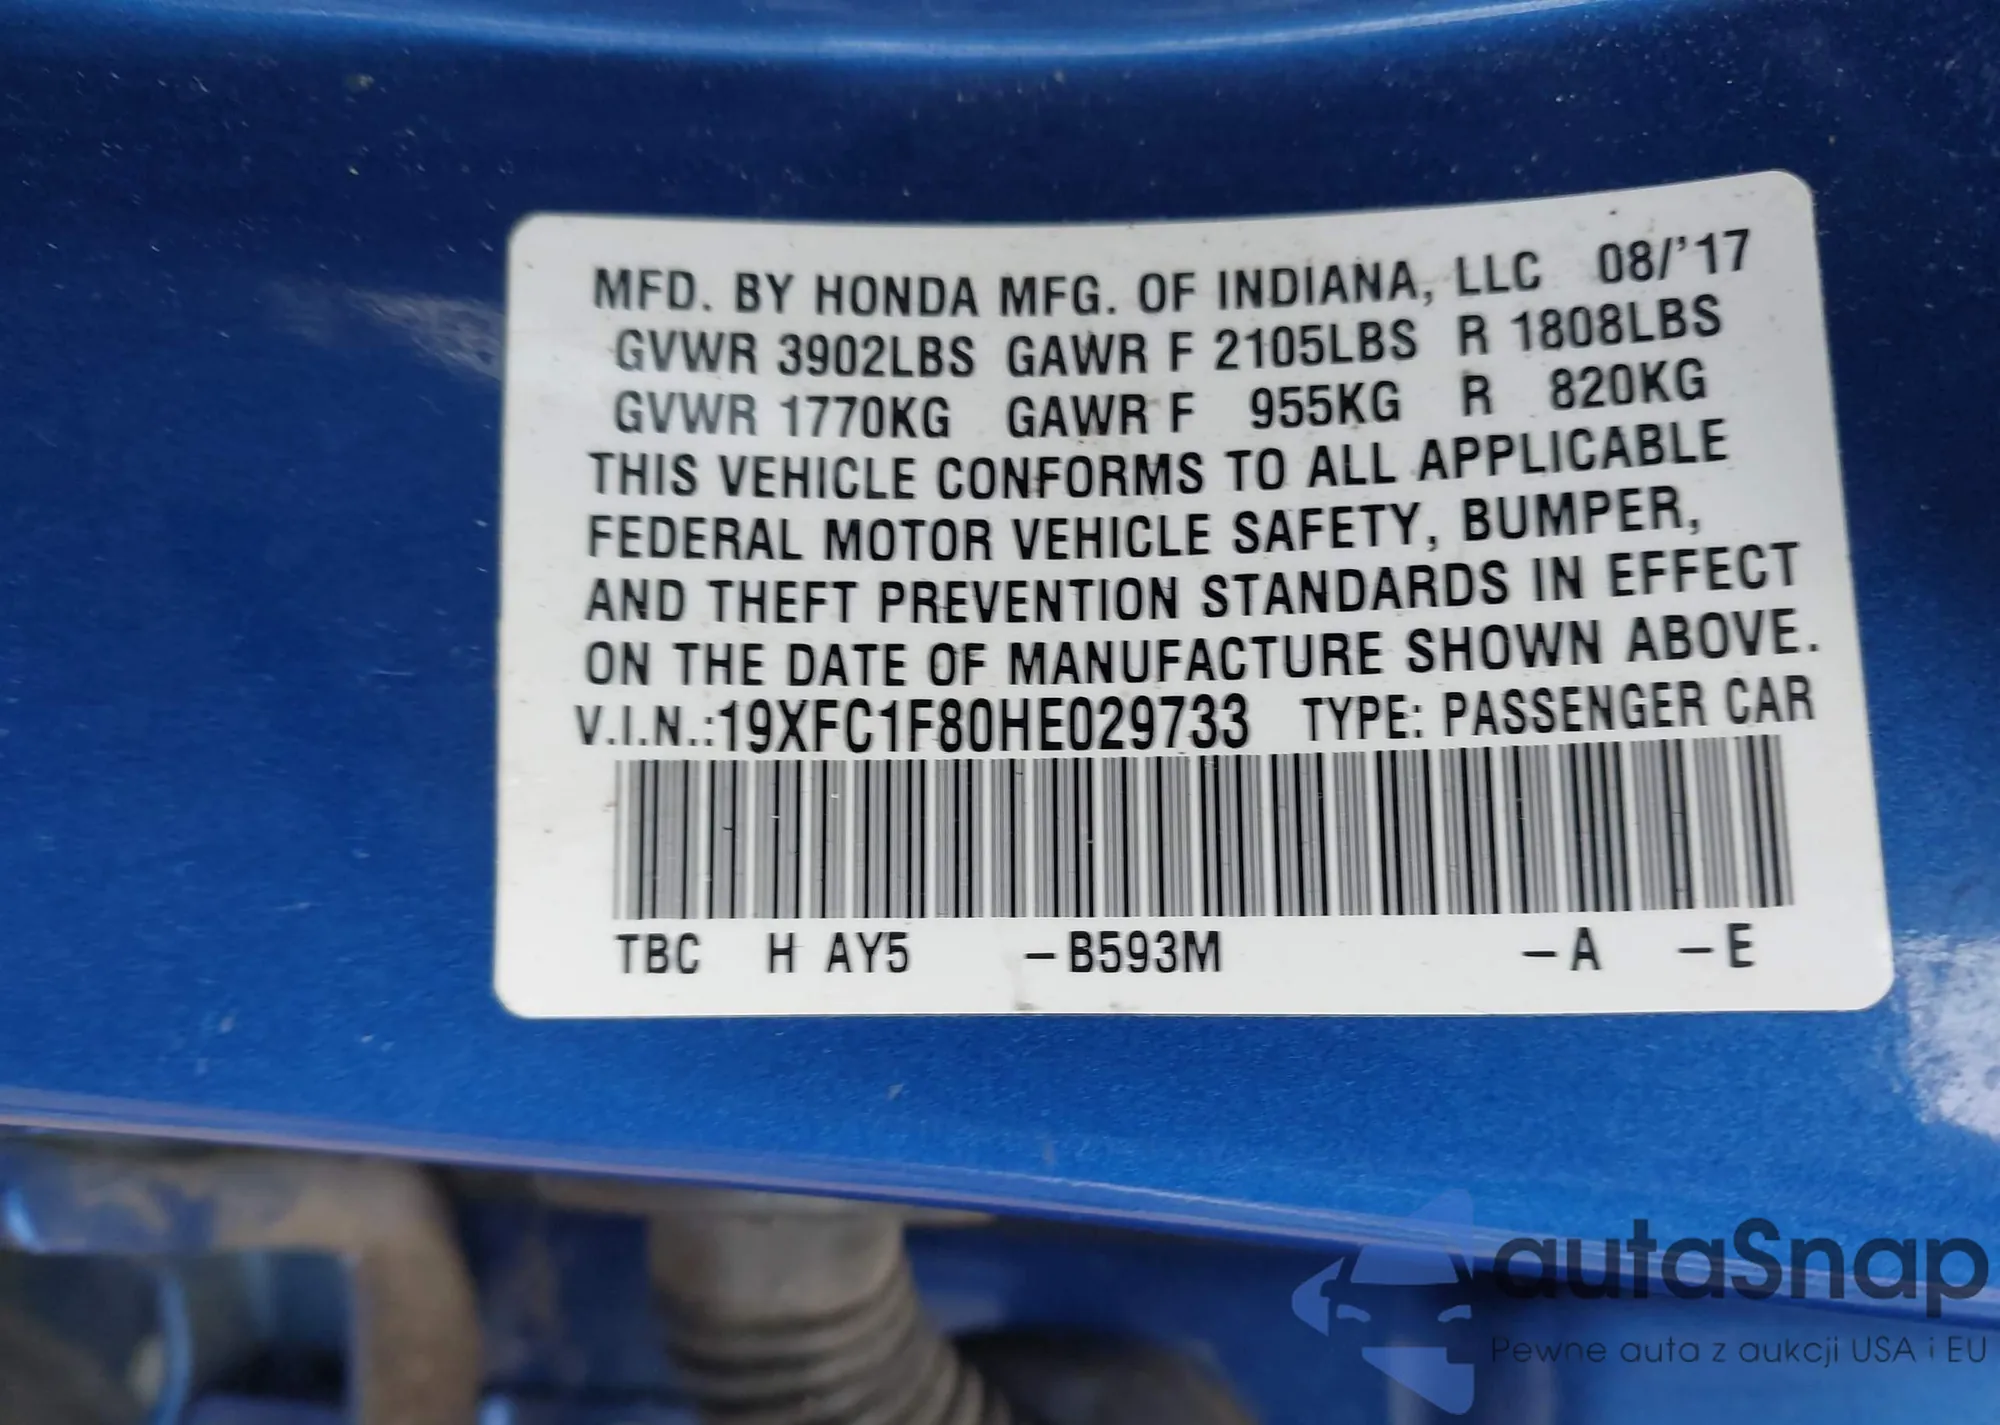 MFD. BY HONDA MFG. OF INDIANA, LLC 08/'17
GVWR 3902LBS GAWR F 2105LBS R 1808LBS
GVWR 1770KG GAWR F 955KG R 820KG
THIS VEHICLE CONFORMS TO ALL APPLICABLE
FEDERAL MOTOR VEHICLE SAFETY, BUMPER,
AND THEFT PREVENTION STANDARDS IN EFFECT
ON THE DATE OF MANUFACTURE SHOWN ABOVE.
V.I.N.:19XFC1F80HE029733 TYPE: PASSENGER CAR
TBC H AY5 –B593M –A –E
autaSnap
Pewne auta z aukcji USA i EU